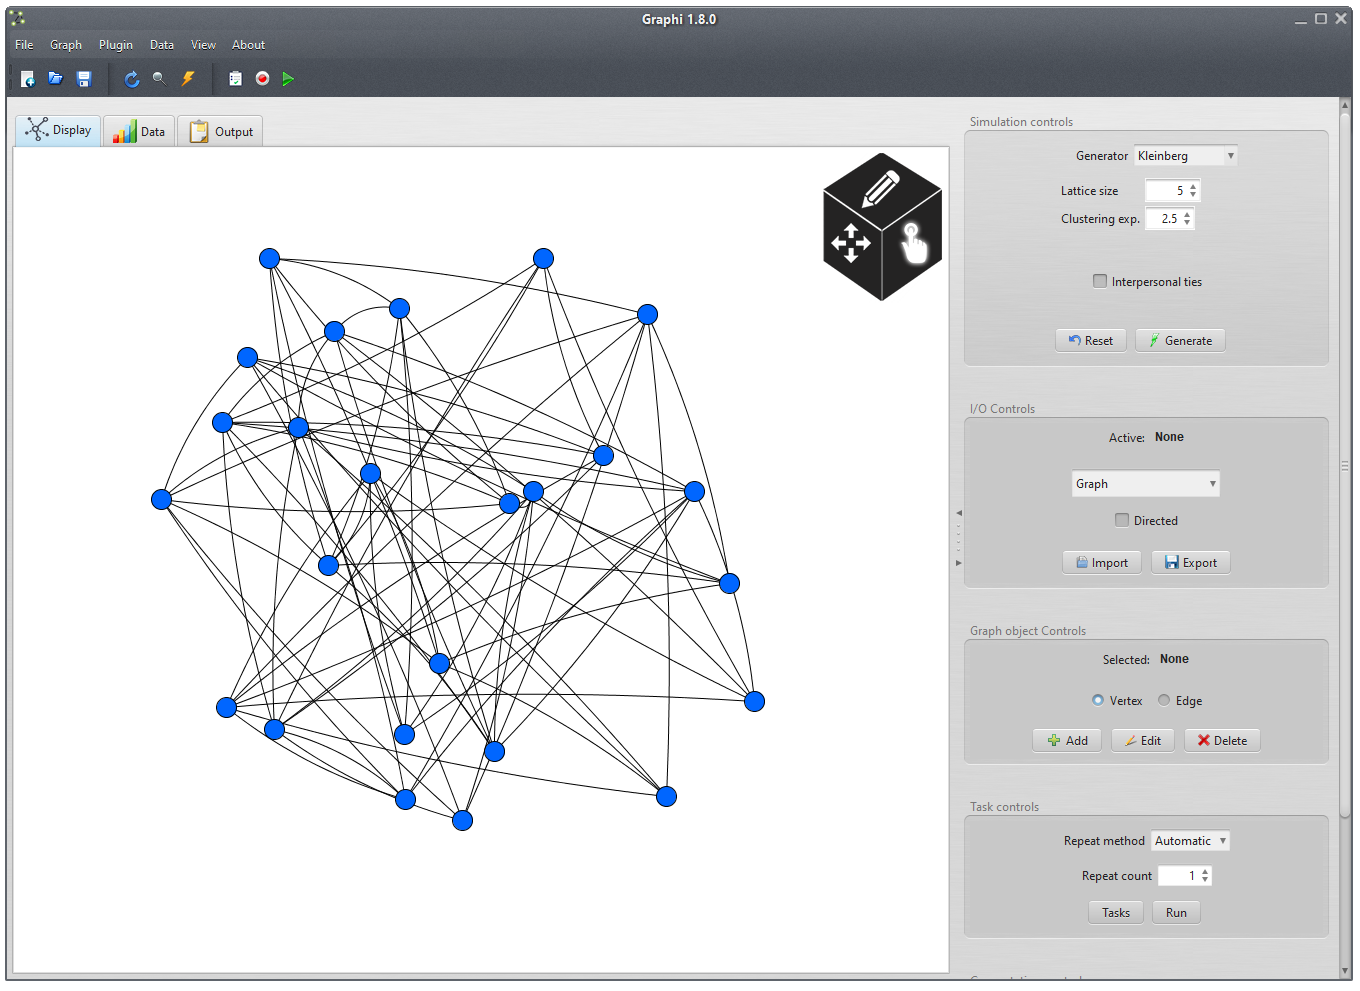 Graphi 1.8.0
File Graph Plugin Data View About
Display Data Output
Simulation controls
Generator Kleinberg
Lattice size 5
Clustering exp. 2.5
Interpersonal ties
Reset Generate
I/O Controls
Active: None
Graph
Directed
Import Export
Graph object Controls
Selected: None
Vertex Edge
Add Edit Delete
Task controls
Repeat method Automatic
Repeat count 1
Tasks Run